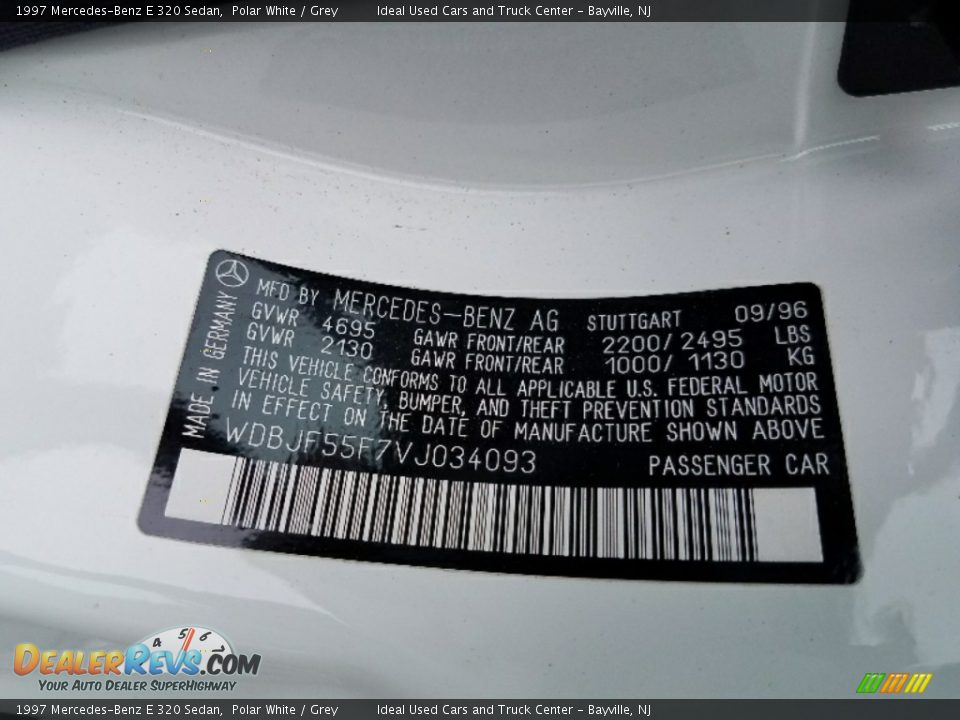 1997 Mercedes-Benz E 320 Sedan, Polar White / Grey Ideal Used Cars and Truck Center - Bayville, NJ
MADE IN GERMANY
MFD BY MERCEDES-BENZ AG STUTTGART 09/96
GVWR 4695 GAWR FRONT/REAR 2200/ 2495 LBS
GVWR 2130 GAWR FRONT/REAR 1000/ 1130 KG
THIS VEHICLE CONFORMS TO ALL APPLICABLE U.S. FEDERAL MOTOR
VEHICLE SAFETY, BUMPER, AND THEFT PREVENTION STANDARDS
IN EFFECT ON THE DATE OF MANUFACTURE SHOWN ABOVE
WDBJF55F7VJ034093 PASSENGER CAR
4 5 6 7
DEALERREVS.COM
YOUR AUTO DEALER SUPERHIGHWAY
1997 Mercedes-Benz E 320 Sedan, Polar White / Grey Ideal Used Cars and Truck Center - Bayville, NJ